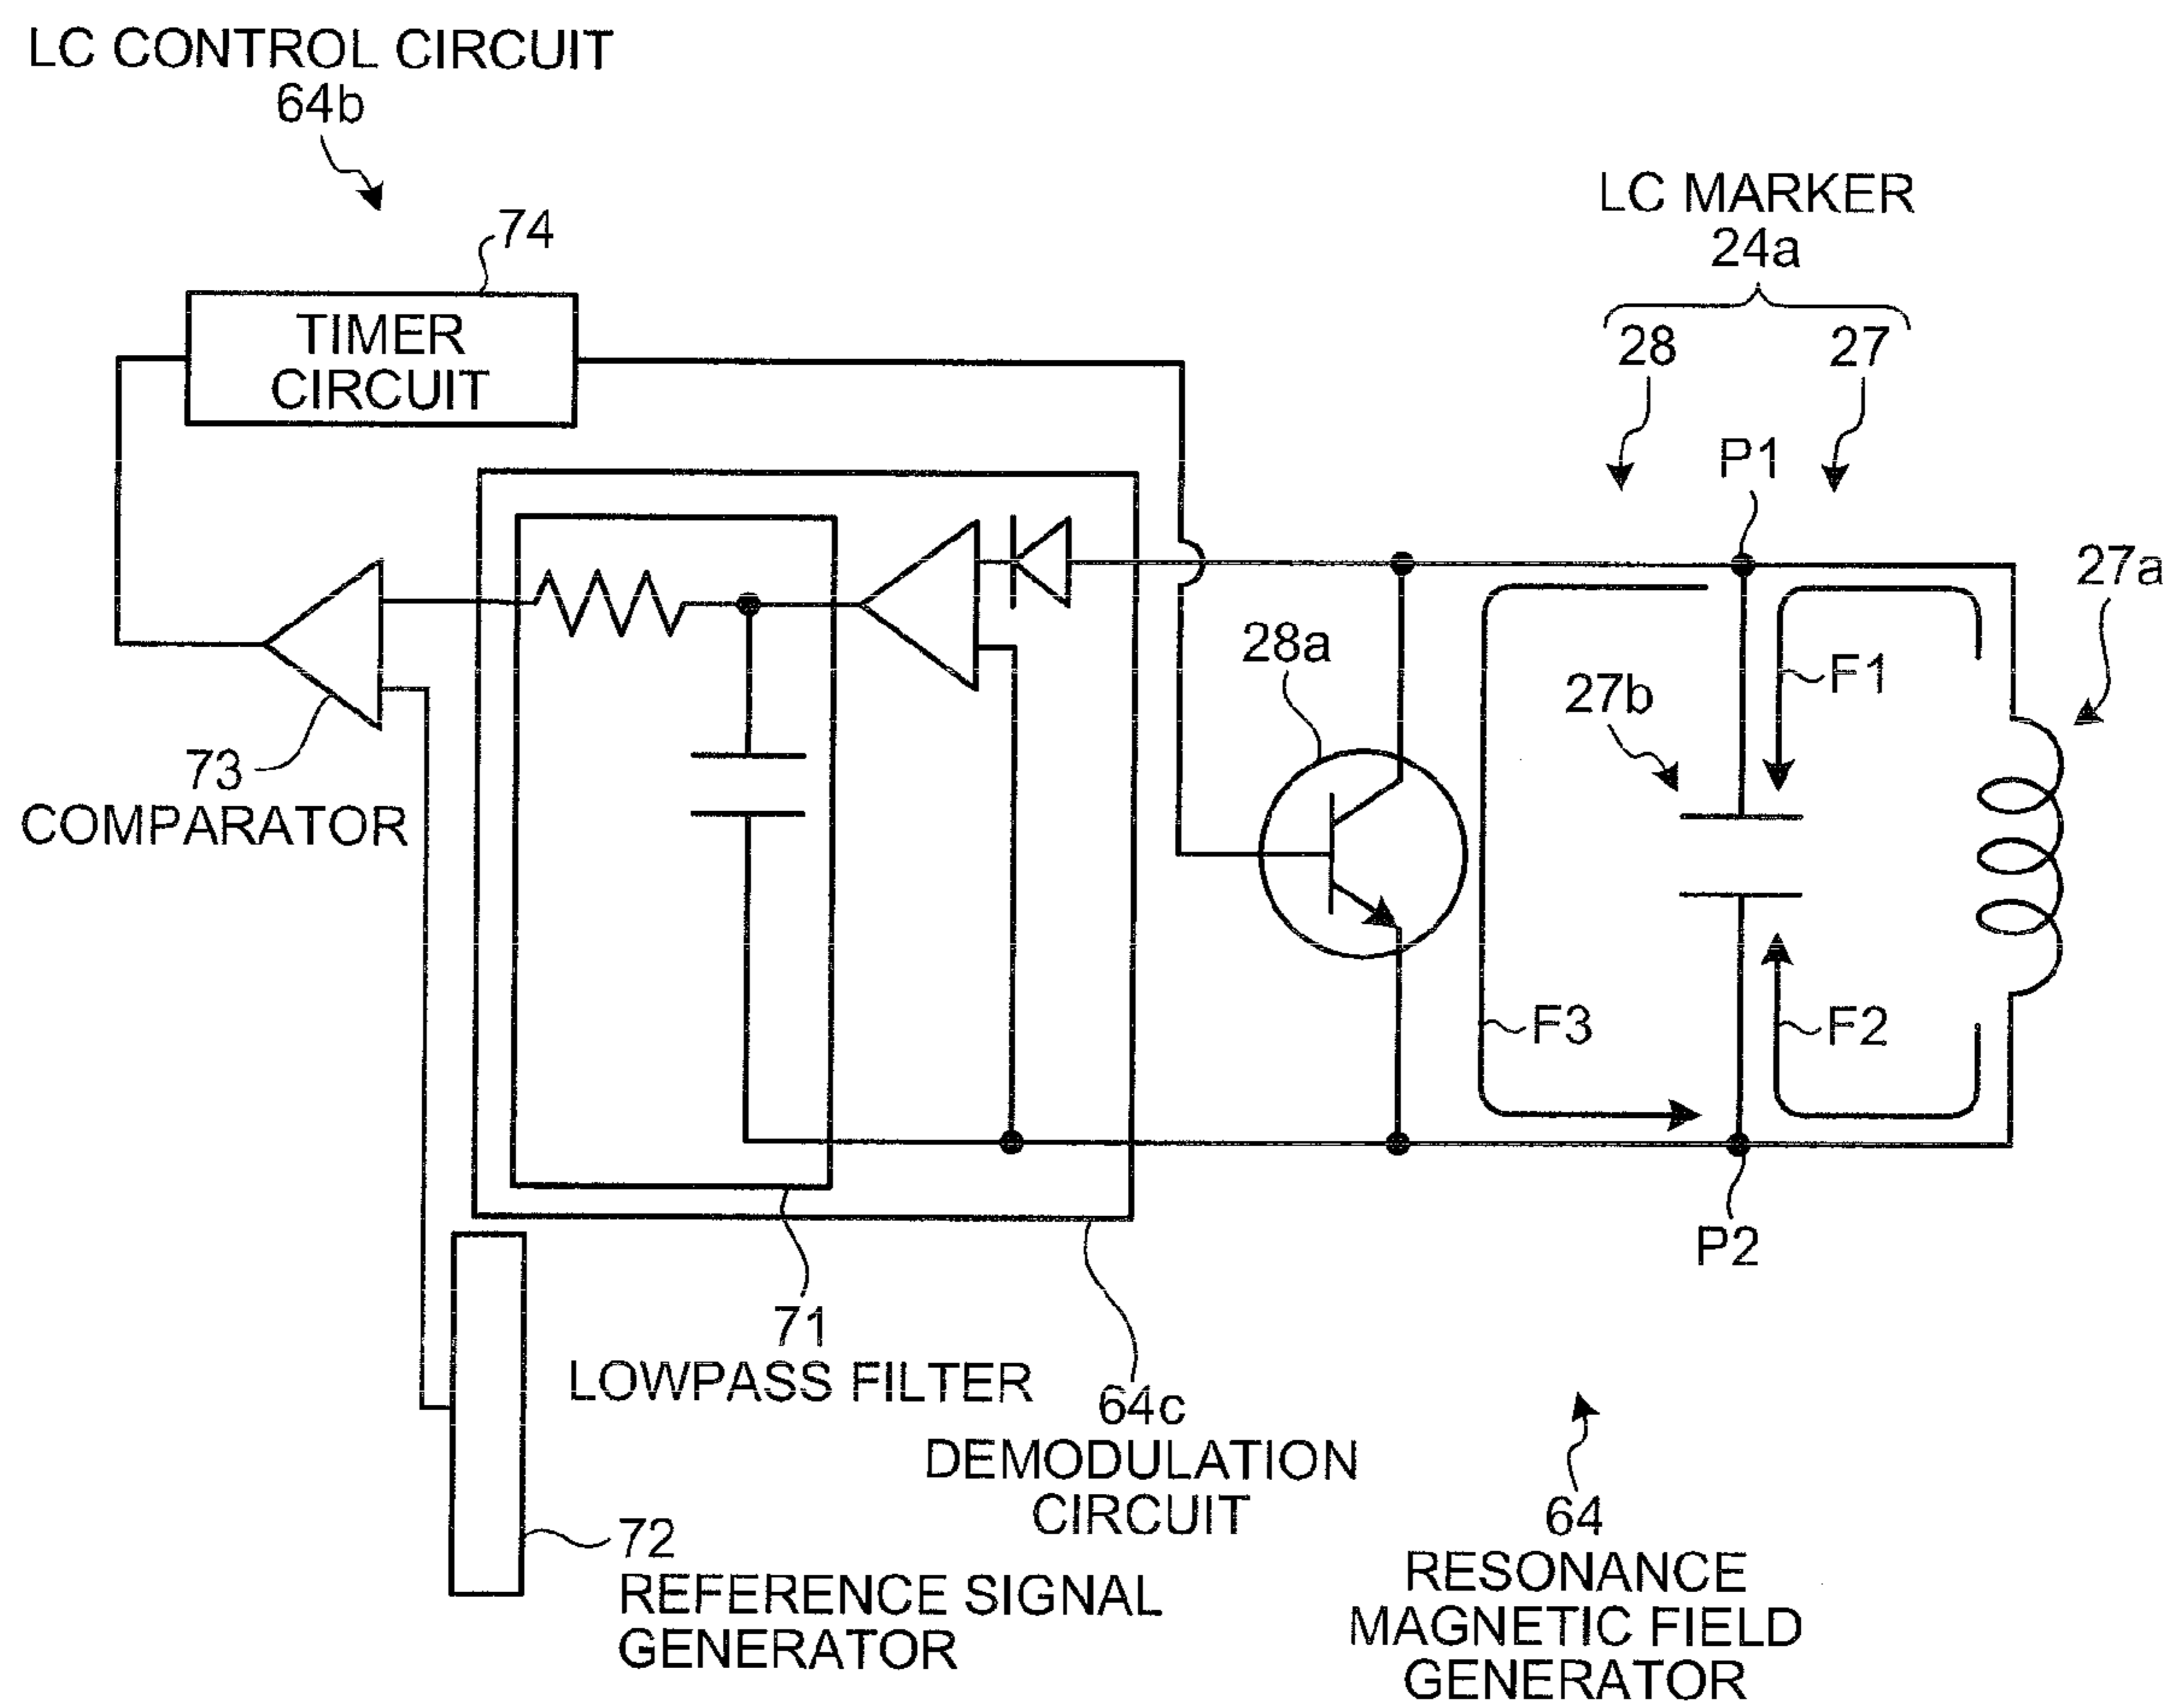 LC CONTROL CIRCUIT
64b
74
TIMER
CIRCUIT
LC MARKER
24a
28
27
P1
27a
28a
27b
F1
73
COMPARATOR
F3
F2
P2
71
LOWPASS FILTER
64c
DEMODULATION
CIRCUIT
72
REFERENCE SIGNAL
GENERATOR
64
RESONANCE
MAGNETIC FIELD
GENERATOR